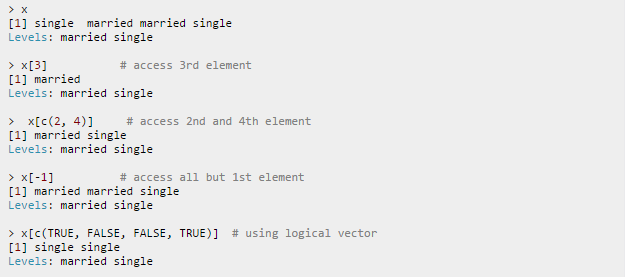 > x
[1] single  married married single
Levels: married single
> x[3]           # access 3rd element
[1] married
Levels: married single
>  x[c(2, 4)]     # access 2nd and 4th element
[1] married single
Levels: married single
> x[-1]          # access all but 1st element
[1] married married single
Levels: married single
> x[c(TRUE, FALSE, FALSE, TRUE)]  # using logical vector
[1] single single
Levels: married single